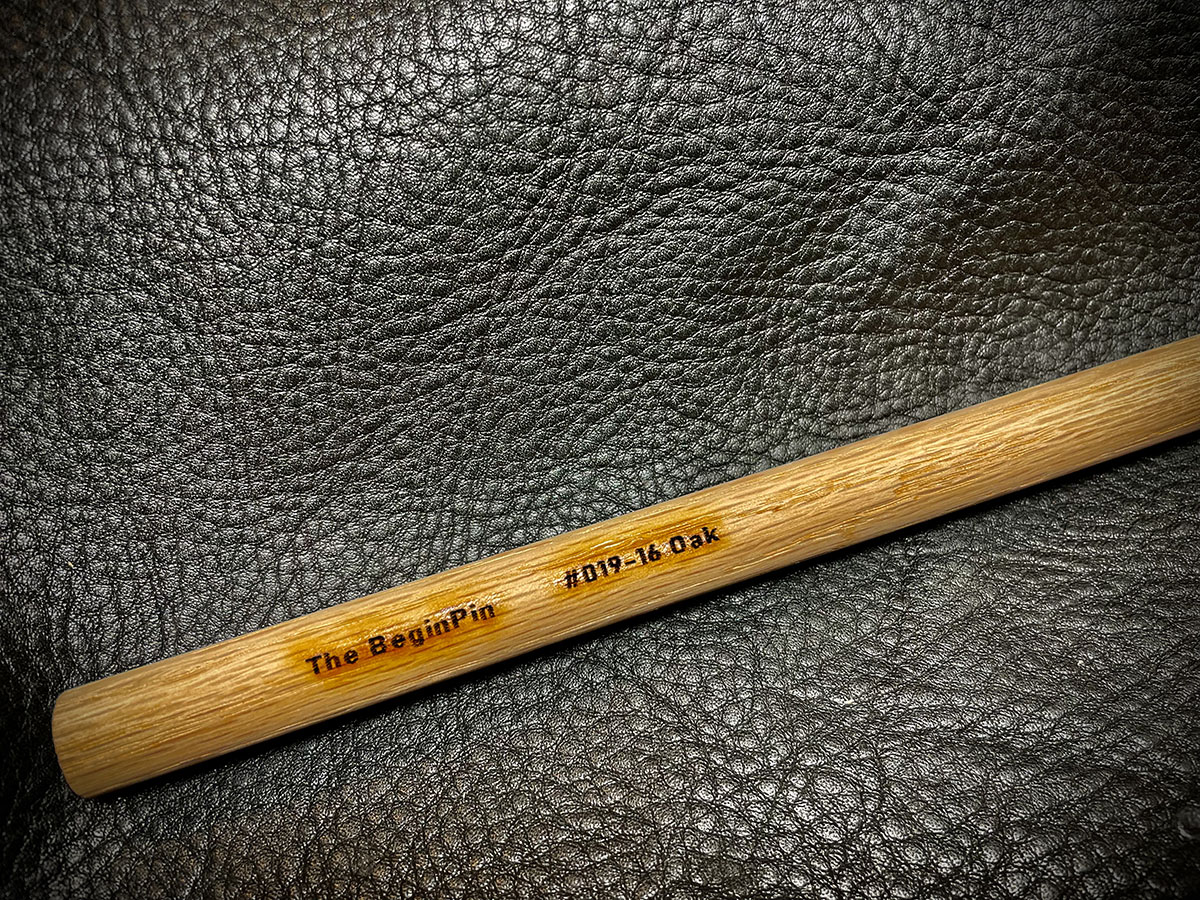 The BeginPin #019-16 Oak